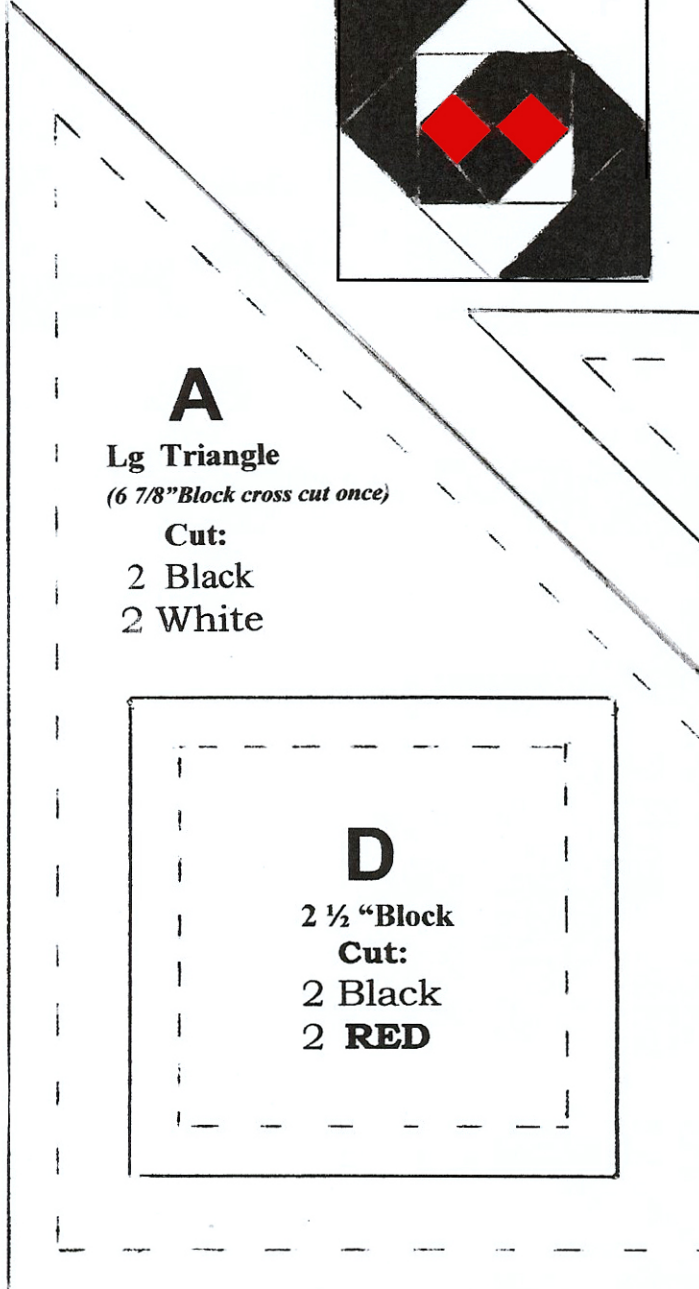 A
Lg Triangle
(6 7/8”Block cross cut once)
Cut:
2 Black
2 White
D
2 ½ “Block
Cut:
2 Black
2 RED